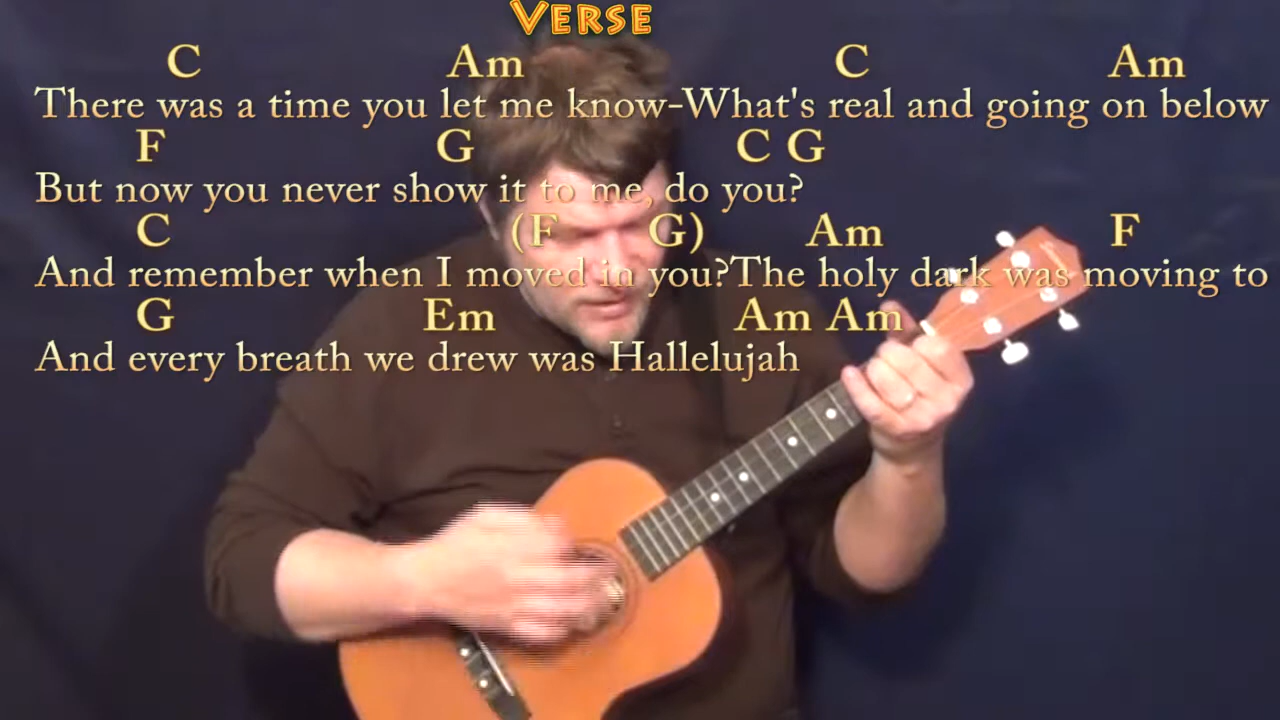 VERSE
C Am C Am
There was a time you let me know-What's real and going on below
F G C G
But now you never show it to me, do you?
C (F G) Am F
And remember when I moved in you?The holy dark was moving to
G Em Am Am
And every breath we drew was Hallelujah